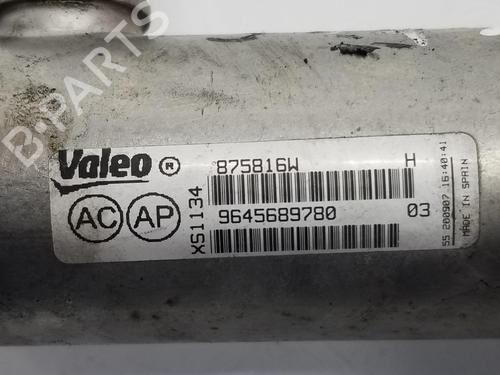 B-PARTS
Valeo ®
875816W H
AC AP
XS1134
9645689780 03
55 200907 16:40:41
MADE IN SPAIN